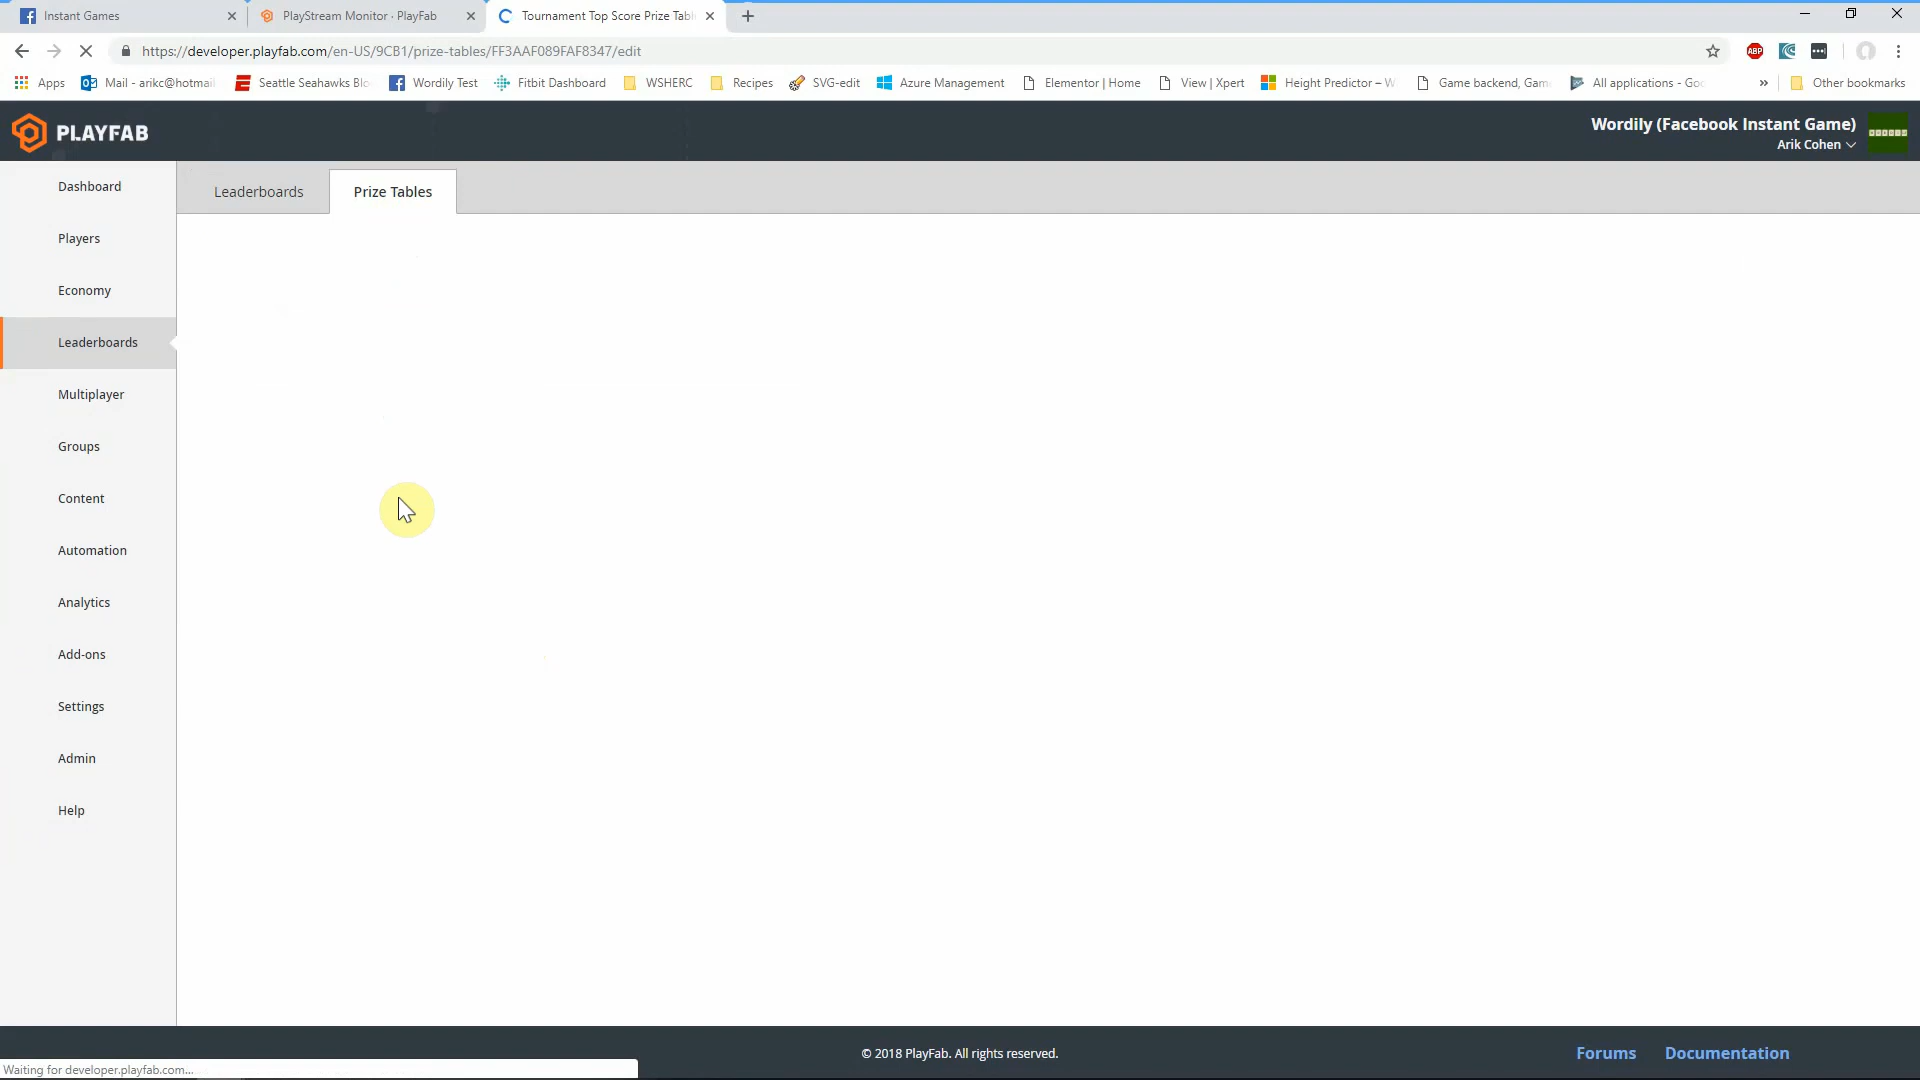 Instant Games
PlayStream Monitor · PlayFab
Tournament Top Score Prize Tabl
https://developer.playfab.com/en-US/9CB1/prize-tables/FF3AAF089FAF8347/edit
ABP
Apps
Mail - arikc@hotmail
Seattle Seahawks Blo
Wordily Test
Fitbit Dashboard
WSHERC
Recipes
SVG-edit
Azure Management
Elementor | Home
View | Xpert
Height Predictor – W
Game backend, Gam
All applications - Goo
»
Other bookmarks
PLAYFAB
Wordily (Facebook Instant Game)
Arik Cohen
Leaderboards
Prize Tables
Dashboard
Players
Economy
Leaderboards
Multiplayer
Groups
Content
Automation
Analytics
Add-ons
Settings
Admin
Help
© 2018 PlayFab. All rights reserved.
Forums
Documentation
Waiting for developer.playfab.com...